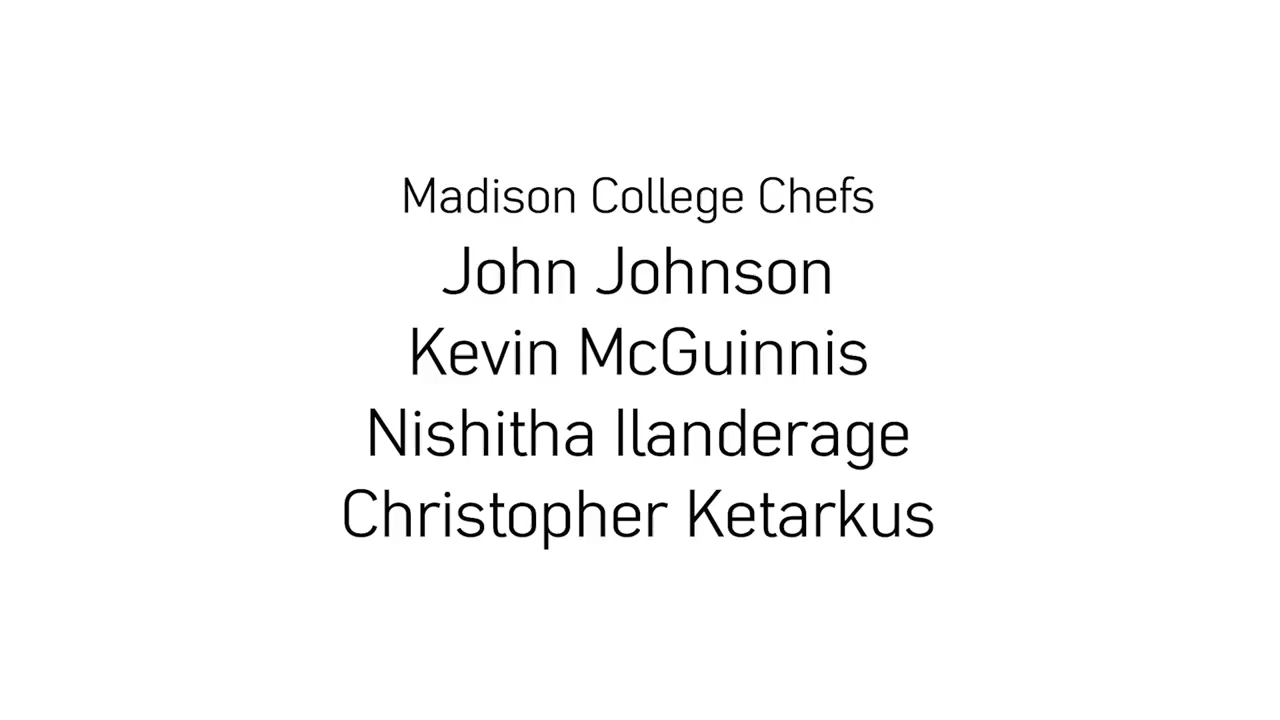 Madison College Chefs
John Johnson
Kevin McGuinnis
Nishitha Ilanderage
Christopher Ketarkus